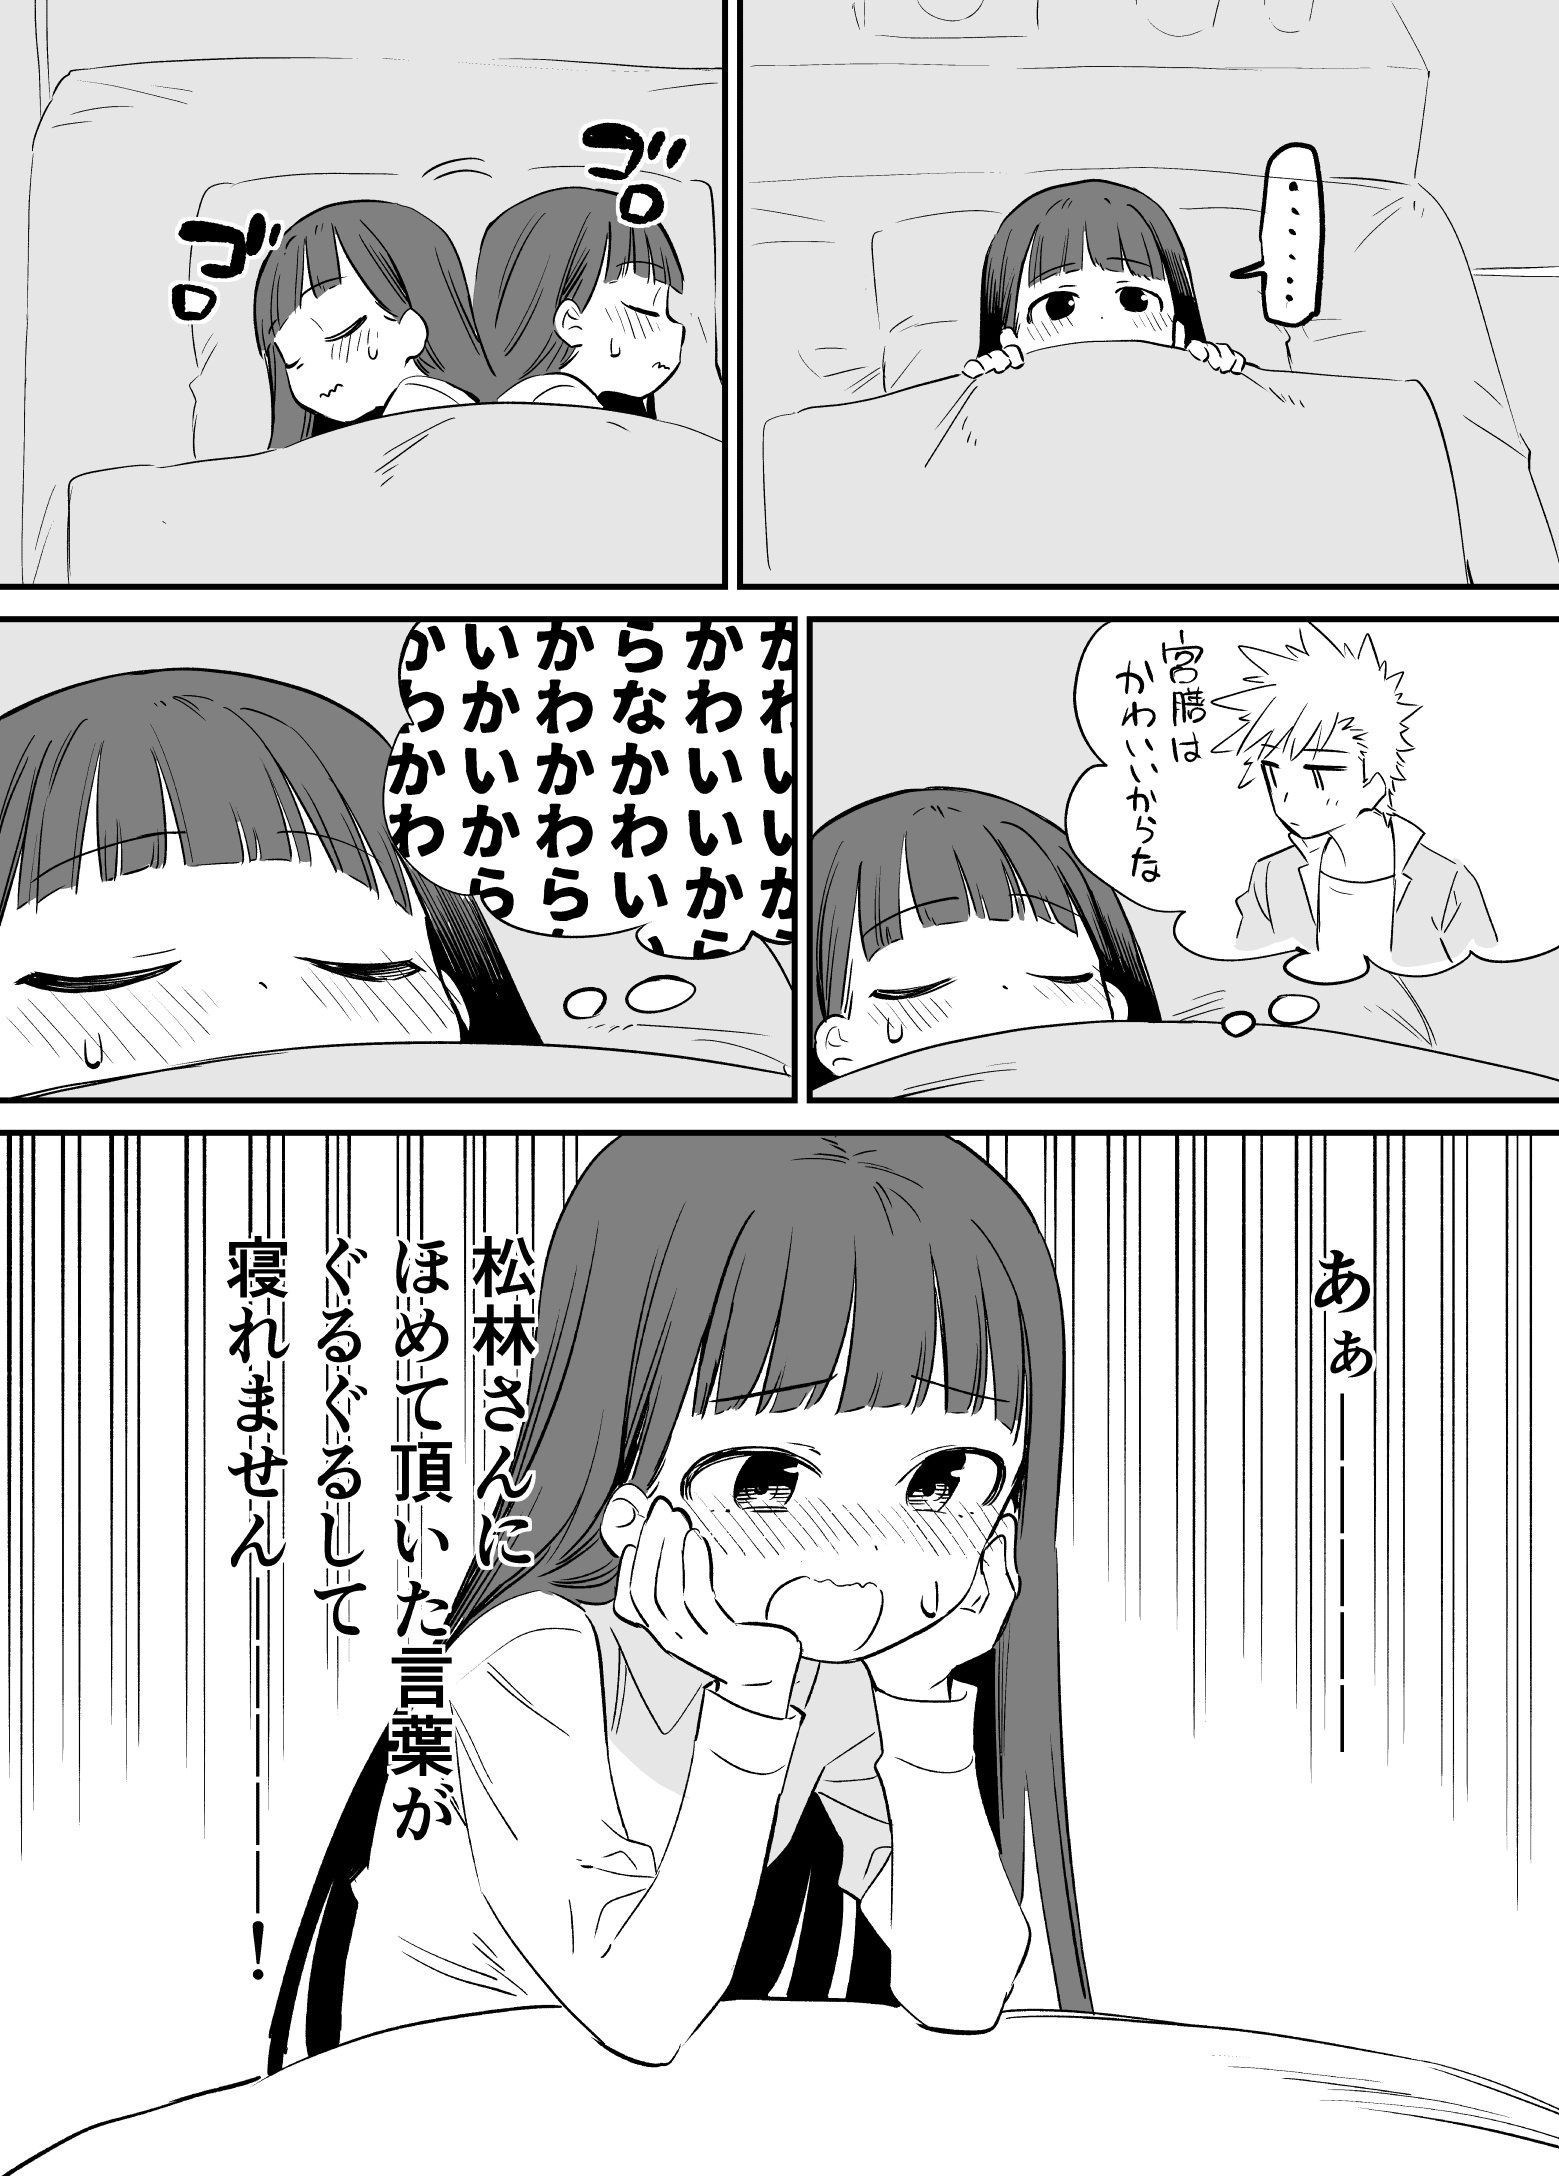 ・・・・・・
ゴロ
ゴロ
宮膳は
かわいいからな
かわいいから
かわいいから
らなかわいい
かわかわら
いかいから
かわかわ
あぁ――――――
松林さんに
ほめて頂いた言葉が
ぐるぐるして
寝れません――――――！